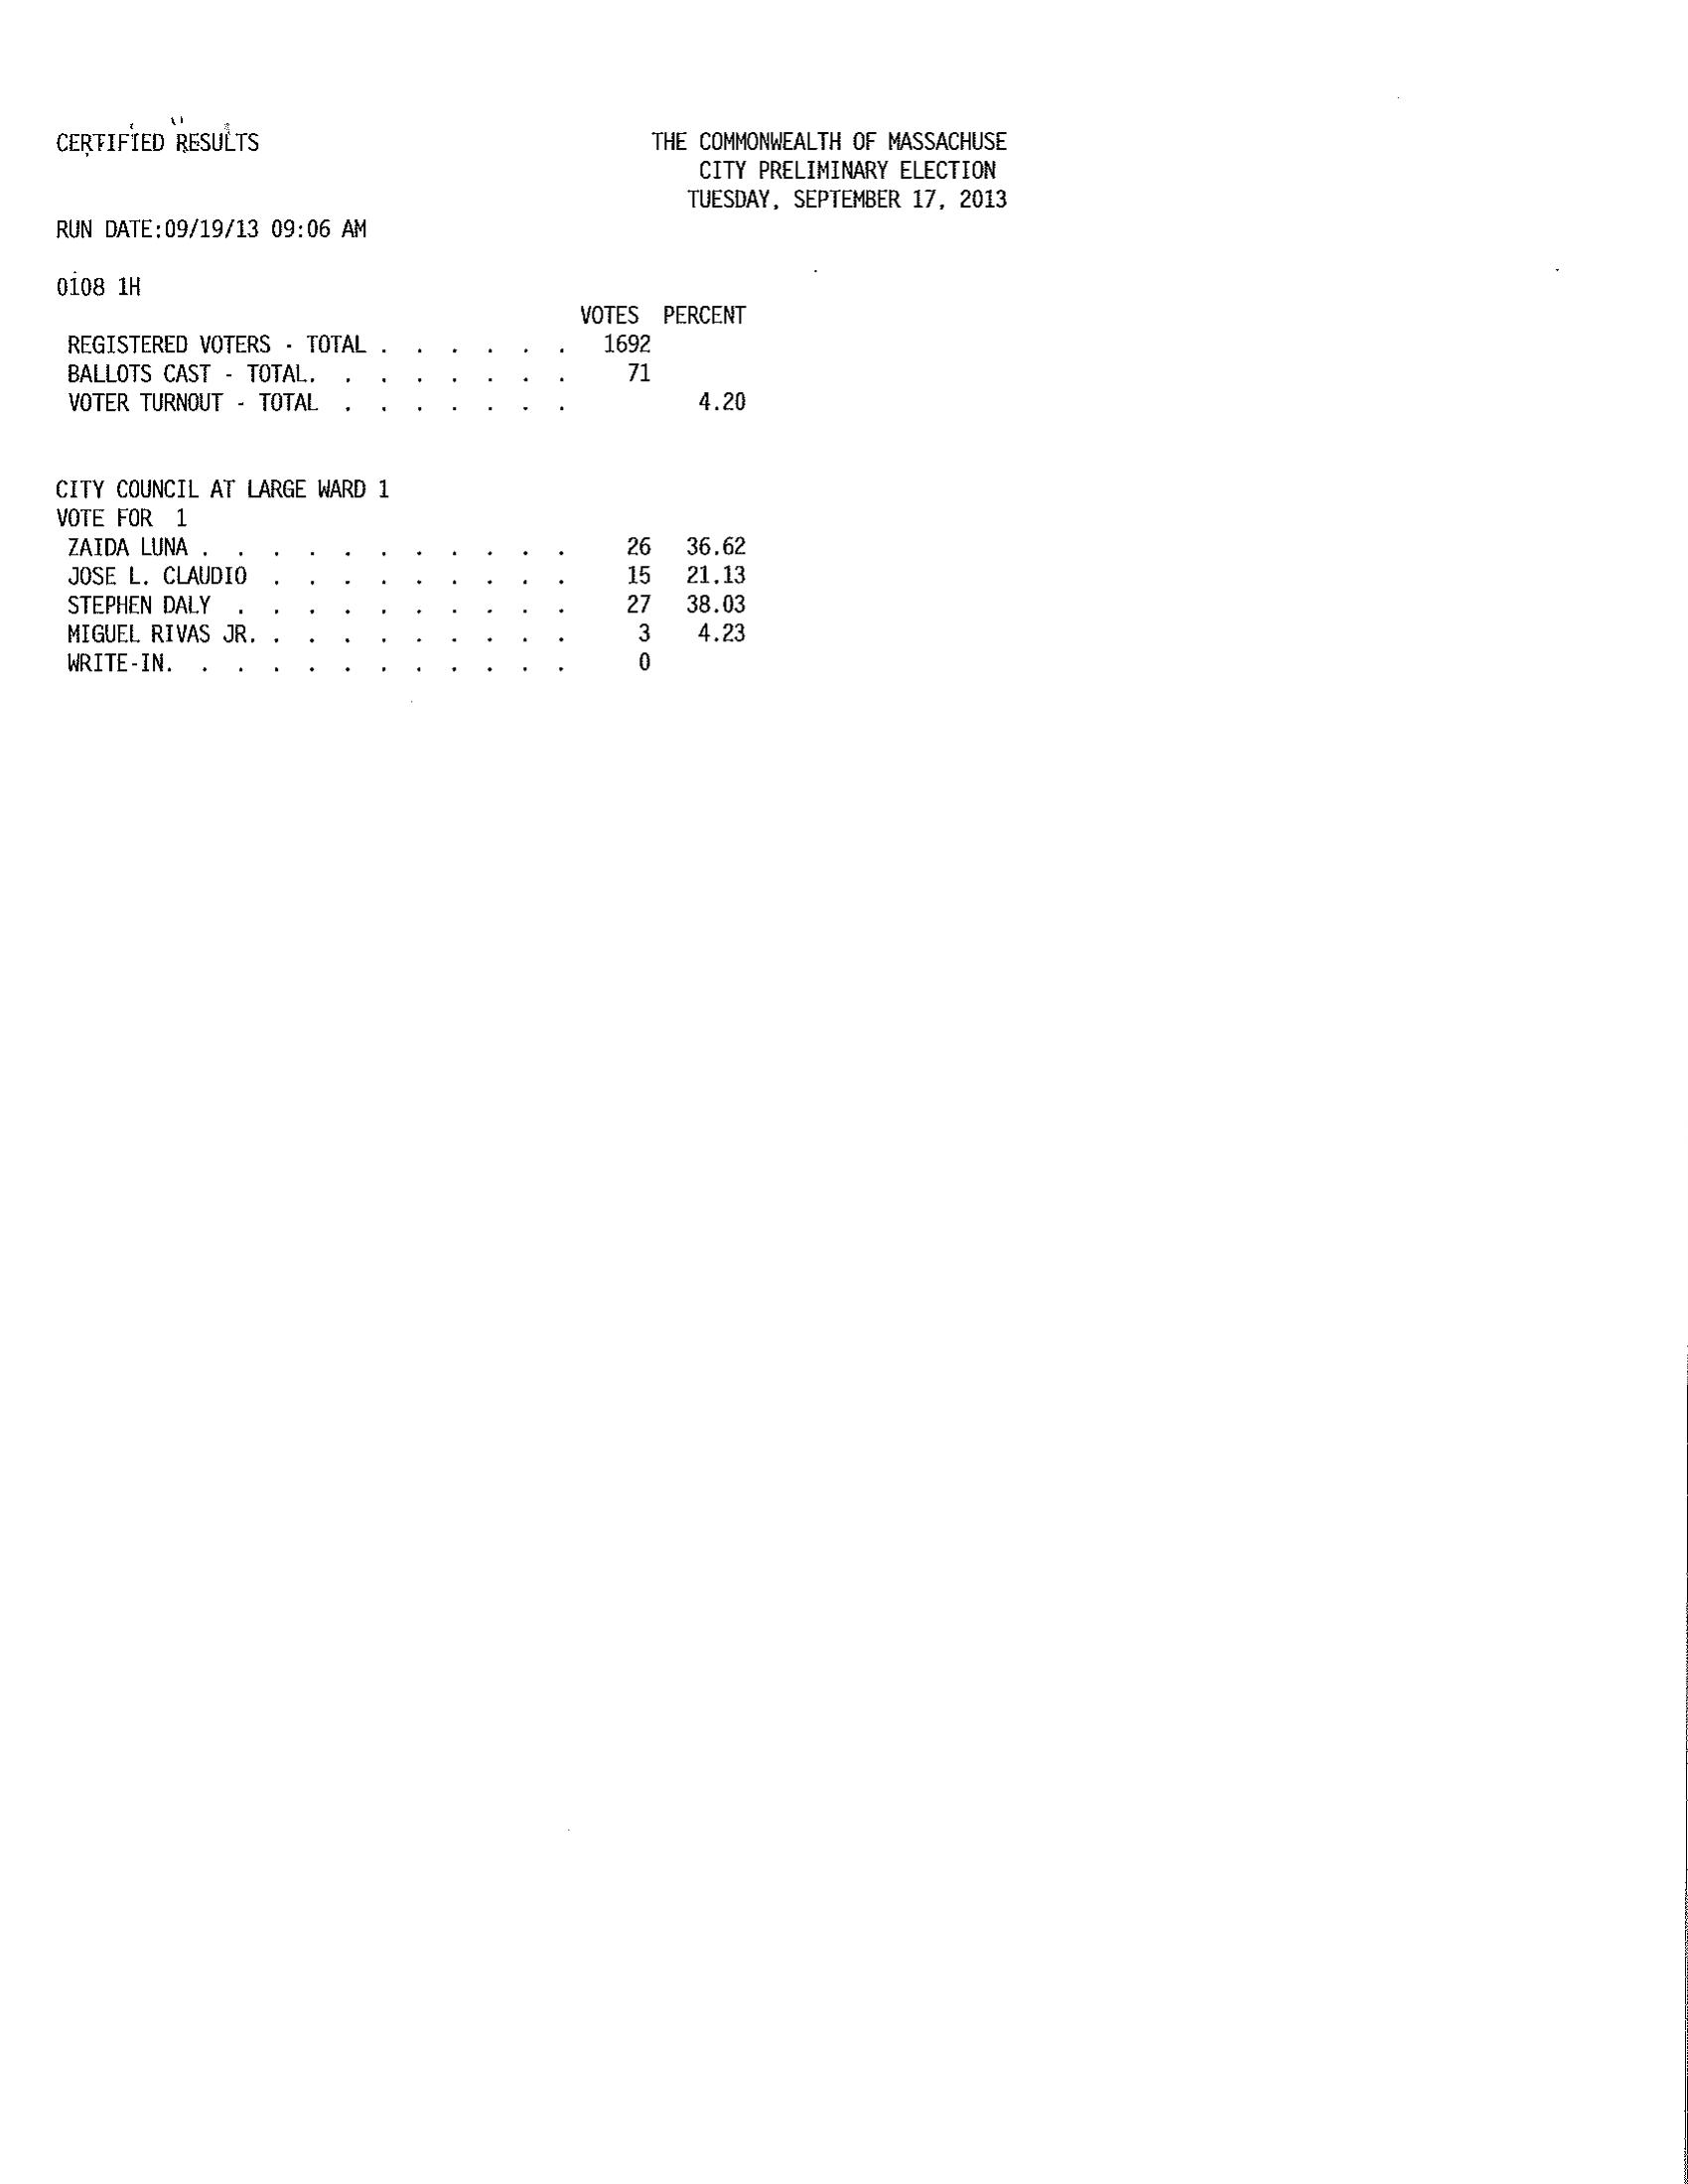 CERTIFIED RESULTS THE COMMONWEALTH OF MASSACHUSE
CITY PRELIMINARY ELECTION
TUESDAY, SEPTEMBER 17, 2013
RUN DATE:09/19/13 09:06 AM
0108 1H
VOTES PERCENT
REGISTERED VOTERS - TOTAL . . . . . . 1692
BALLOTS CAST - TOTAL. . . . . . . . 71
VOTER TURNOUT - TOTAL . . . . . . . 4.20
CITY COUNCIL AT LARGE WARD 1
VOTE FOR 1
ZAIDA LUNA . . . . . . . . . . . 26 36.62
JOSE L. CLAUDIO . . . . . . . . . 15 21.13
STEPHEN DALY . . . . . . . . . . 27 38.03
MIGUEL RIVAS JR. . . . . . . . . . 3 4.23
WRITE-IN. . . . . . . . . . . . 0